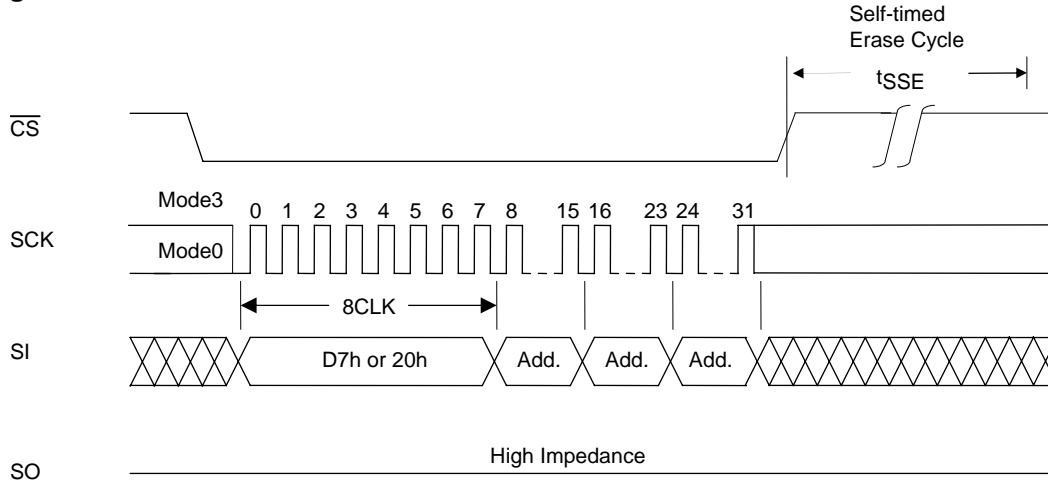 Self-timed
Erase Cycle
tSSE
CS
Mode3
0 1 2 3 4 5 6 7 8 15 16 23 24 31
SCK
Mode0
8CLK
SI
D7h or 20h Add. Add. Add.
High Impedance
SO